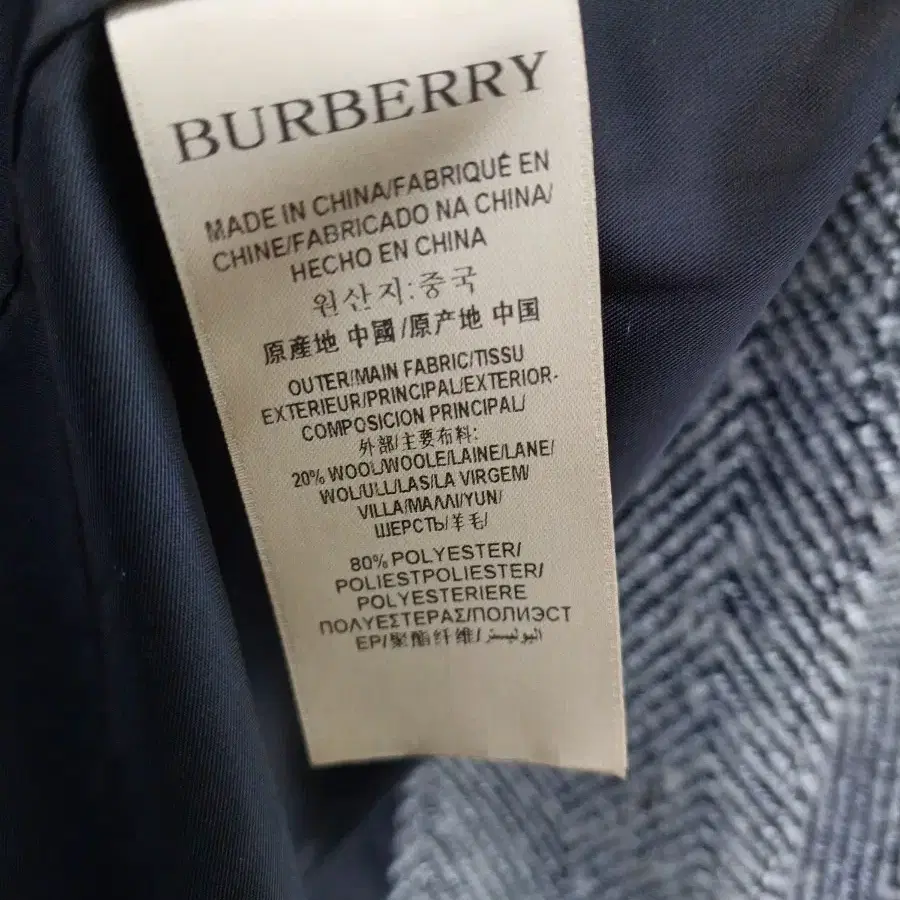 BURBERRY
MADE IN CHINA/FABRIQUÉ EN
CHINE/FABRICADO NA CHINA/
HECHO EN CHINA
원산지:중국
原產地 中國/原产地 中国
OUTER/MAIN FABRIC/TISSU
EXTERIEUR/PRINCIPAL/EXTERIOR-
COMPOSICION PRINCIPAL/
外部/主要布料:
20% WOOL/WOOLE/LAINE/LANE/
WOL/ULL/LAS/LA VIRGEM/
VILLA/ΜΑΛΛΙ/YUN/
ШЕРСТЬ/羊毛/
80% POLYESTER/
POLIESTPOLIESTER/
POLYESTERIERE
ΠΟΛΥΕΣΤΕΡΑΣ/ПОЛИЭСТ
ЕР/聚酯纤维/